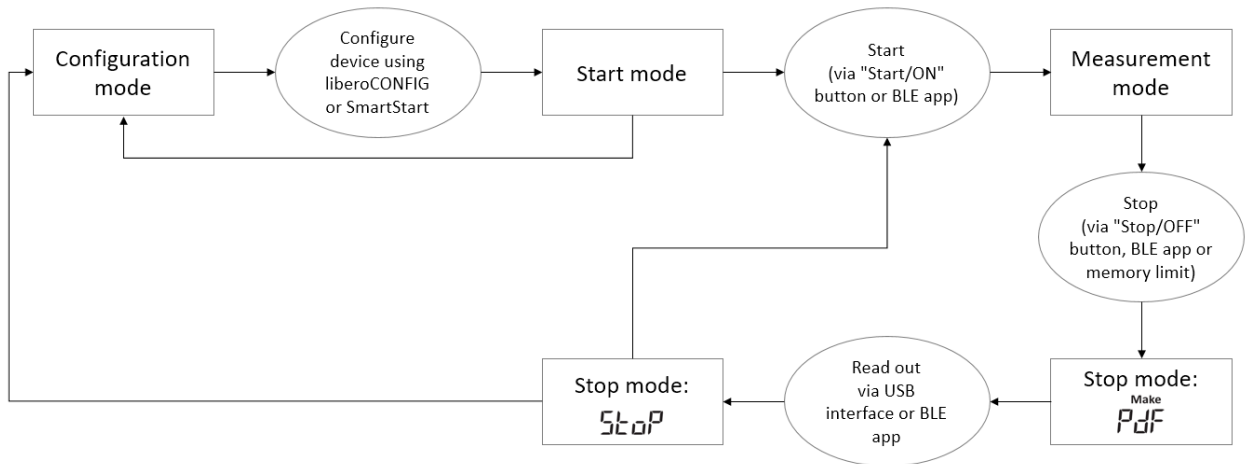 Configuration
mode
Configure
device using
liberoCONFIG
or SmartStart
Start mode
Start
(via "Start/ON"
button or BLE app)
Measurement
mode
Stop
(via "Stop/OFF"
button, BLE app or
memory limit)
Stop mode:
Make
PdF
Read out
via USB
interface or BLE
app
Stop mode:
StoP